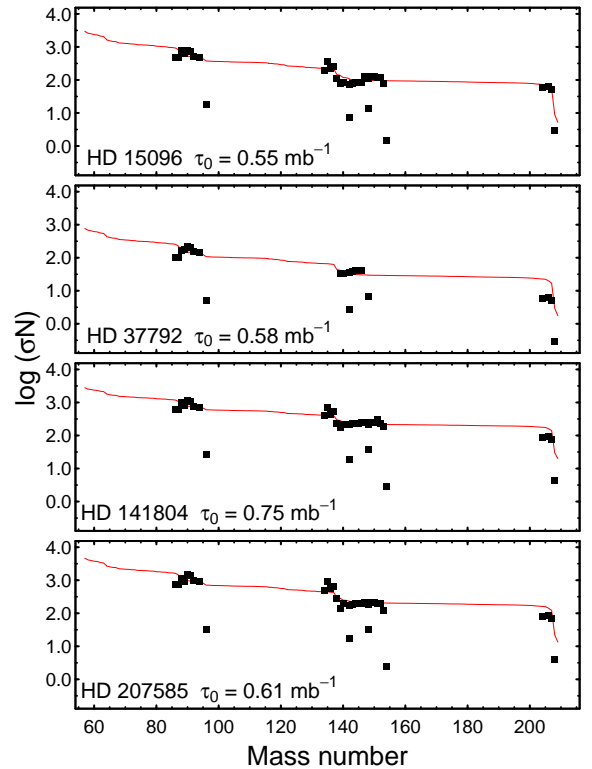 4.0
3.0
2.0
1.0
0.0
HD 15096 τ₀ = 0.55 mb⁻¹
4.0
3.0
2.0
1.0
0.0
HD 37792 τ₀ = 0.58 mb⁻¹
log (σN)
4.0
3.0
2.0
1.0
0.0
HD 141804 τ₀ = 0.75 mb⁻¹
4.0
3.0
2.0
1.0
0.0
HD 207585 τ₀ = 0.61 mb⁻¹
60 80 100 120 140 160 180 200
Mass number